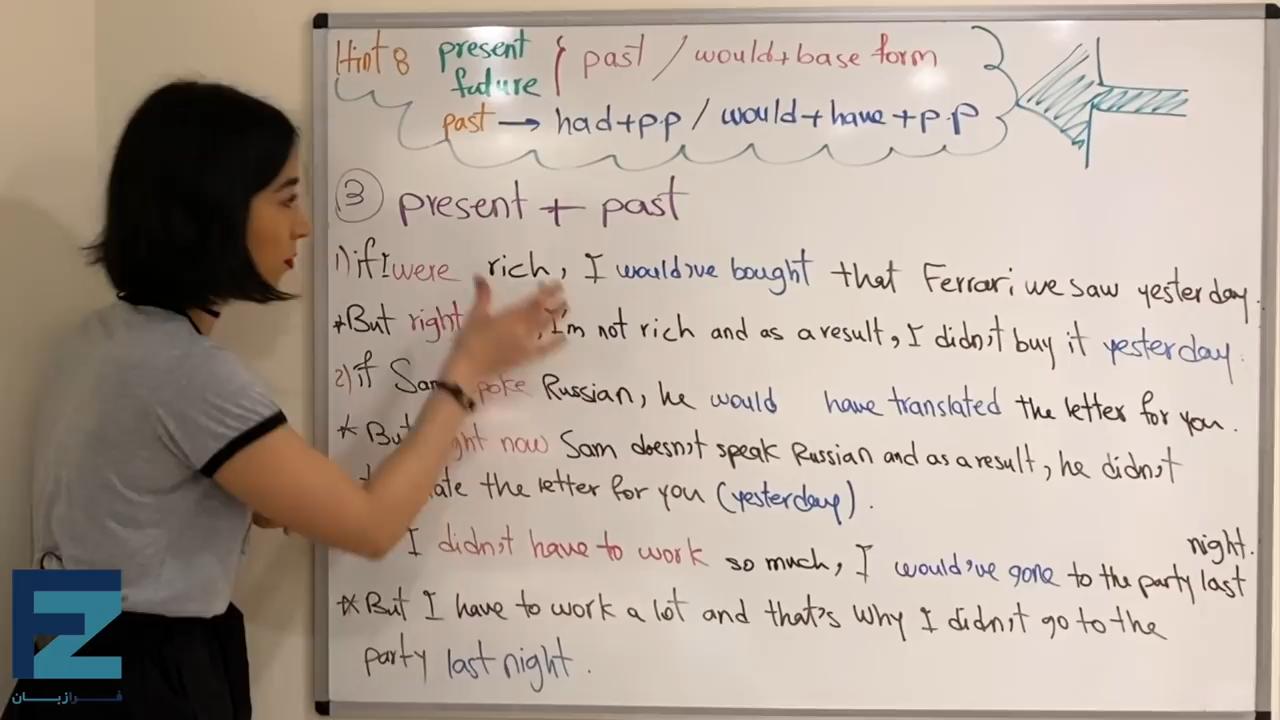 Hint 8 present { past / would+base form
future
past → had+p.p / would+have+p.p
③ present + past
1) if I were rich, I would've bought that Ferrari we saw yesterday.
*But right , I'm not rich and as a result, I didn't buy it yesterday.
2) if Sam spoke Russian, he would have translated the letter for you.
* But right now Sam doesn't speak Russian and as a result, he didn't
translate the letter for you (yesterday).
I didn't have to work so much, I would've gone to the party last night.
*But I have to work a lot and that's why I didn't go to the
party last night.
FZ
فرازبان